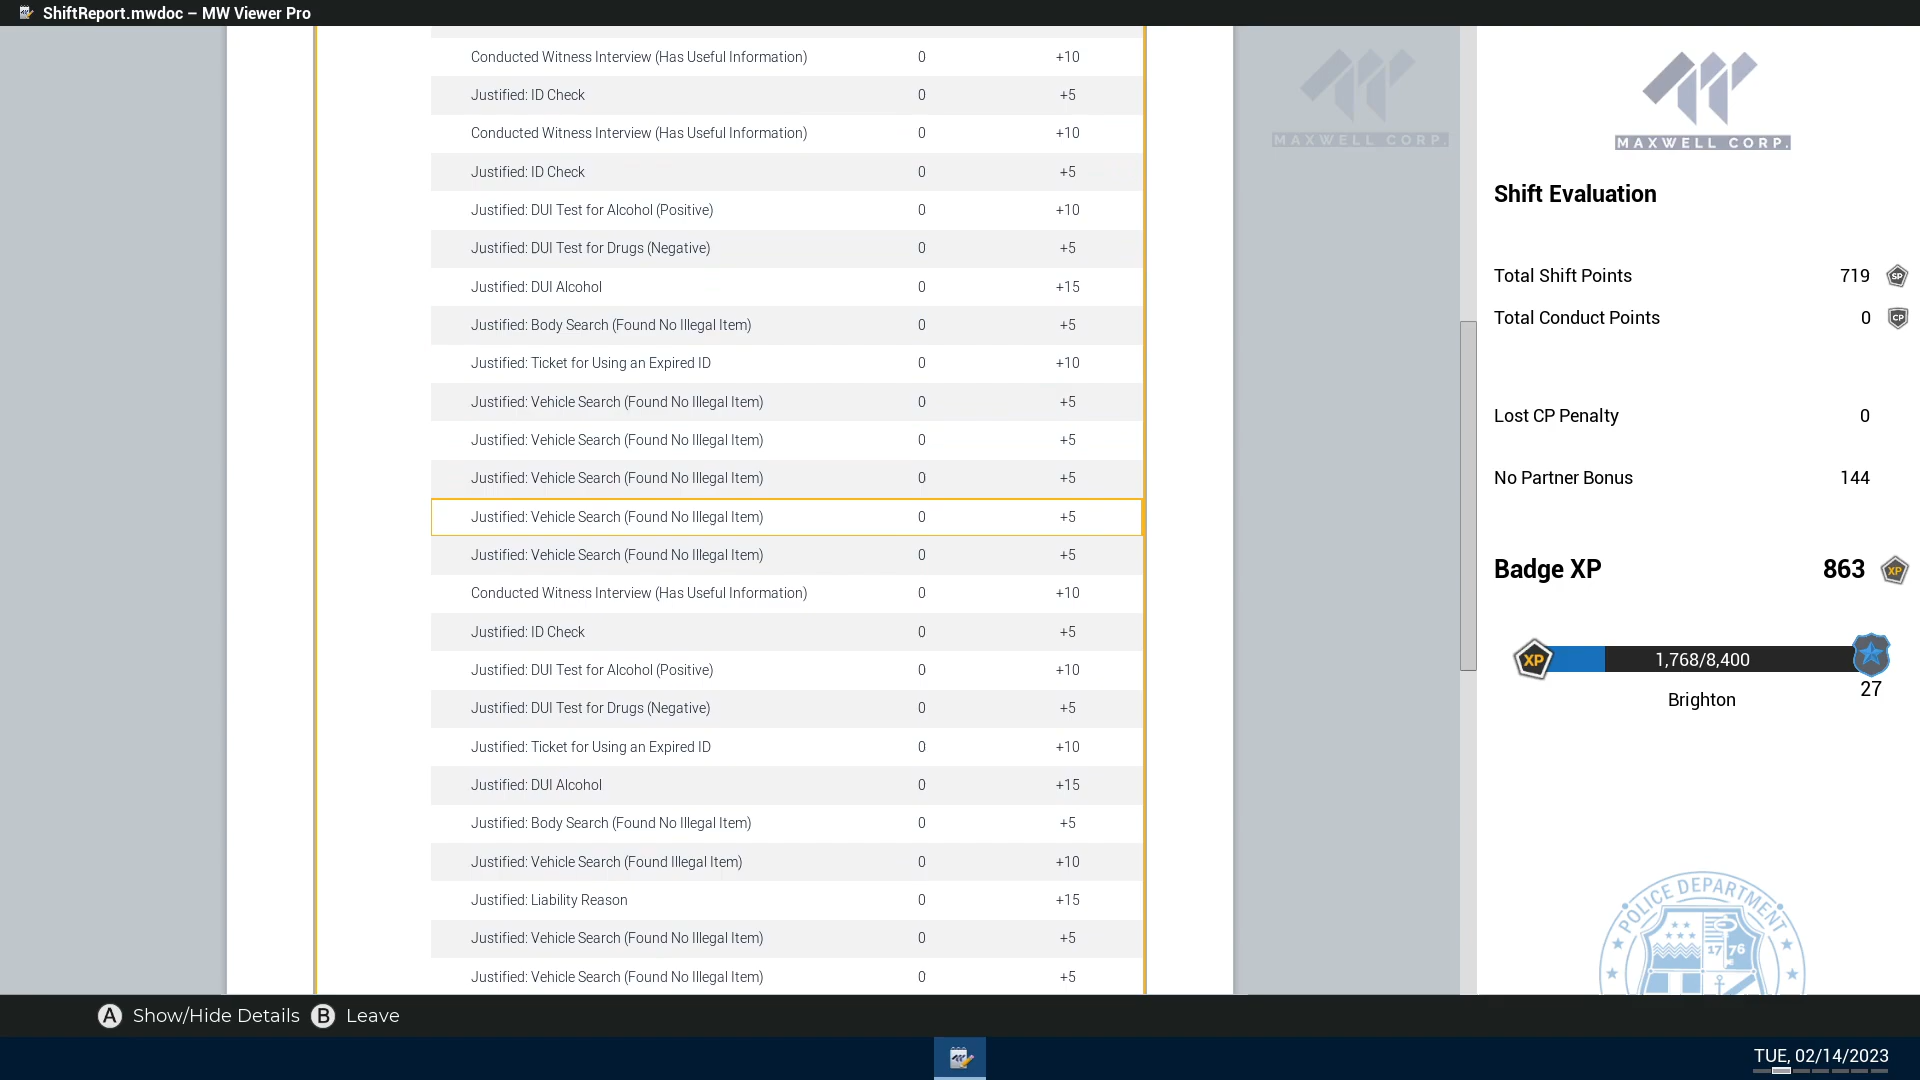 ShiftReport.mwdoc – MW Viewer Pro
Conducted Witness Interview (Has Useful Information) 0 +10
Justified: ID Check 0 +5
Conducted Witness Interview (Has Useful Information) 0 +10
Justified: ID Check 0 +5
Justified: DUI Test for Alcohol (Positive) 0 +10
Justified: DUI Test for Drugs (Negative) 0 +5
Justified: DUI Alcohol 0 +15
Justified: Body Search (Found No Illegal Item) 0 +5
Justified: Ticket for Using an Expired ID 0 +10
Justified: Vehicle Search (Found No Illegal Item) 0 +5
Justified: Vehicle Search (Found No Illegal Item) 0 +5
Justified: Vehicle Search (Found No Illegal Item) 0 +5
Justified: Vehicle Search (Found No Illegal Item) 0 +5
Justified: Vehicle Search (Found No Illegal Item) 0 +5
Conducted Witness Interview (Has Useful Information) 0 +10
Justified: ID Check 0 +5
Justified: DUI Test for Alcohol (Positive) 0 +10
Justified: DUI Test for Drugs (Negative) 0 +5
Justified: Ticket for Using an Expired ID 0 +10
Justified: DUI Alcohol 0 +15
Justified: Body Search (Found No Illegal Item) 0 +5
Justified: Vehicle Search (Found Illegal Item) 0 +10
Justified: Liability Reason 0 +15
Justified: Vehicle Search (Found No Illegal Item) 0 +5
Justified: Vehicle Search (Found No Illegal Item) 0 +5
MAXWELL CORP.
MAXWELL CORP.
Shift Evaluation
Total Shift Points 719 SP
Total Conduct Points 0 CP
Lost CP Penalty 0
No Partner Bonus 144
Badge XP 863 XP
XP 1,768/8,400
27
Brighton
POLICE DEPARTMENT
17 76
A Show/Hide Details B Leave
TUE, 02/14/2023